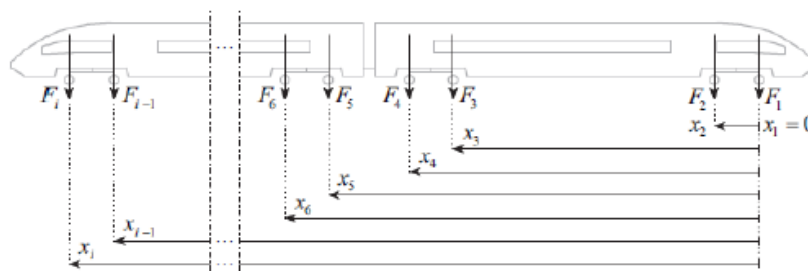 ...
F_i F_{i-1} F_6 F_5 F_4 F_3 F_2 F_1
x_2 x_1 = 0
x_3
x_4
x_5
x_6
x_{i-1} ...
x_i ...